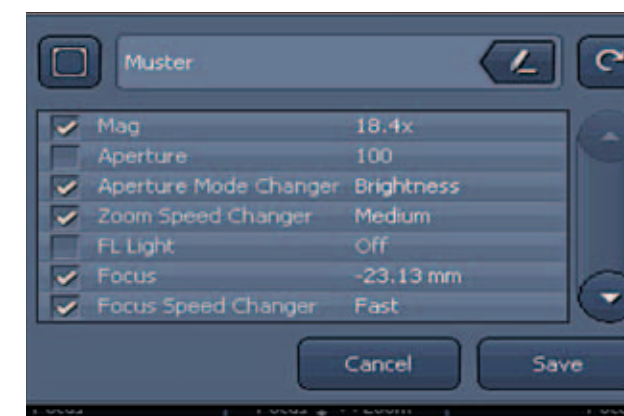 Muster
Mag 18.4x
Aperture 100
Aperture Mode Changer Brightness
Zoom Speed Changer Medium
FL Light Off
Focus -23.13 mm
Focus Speed Changer Fast
Cancel Save